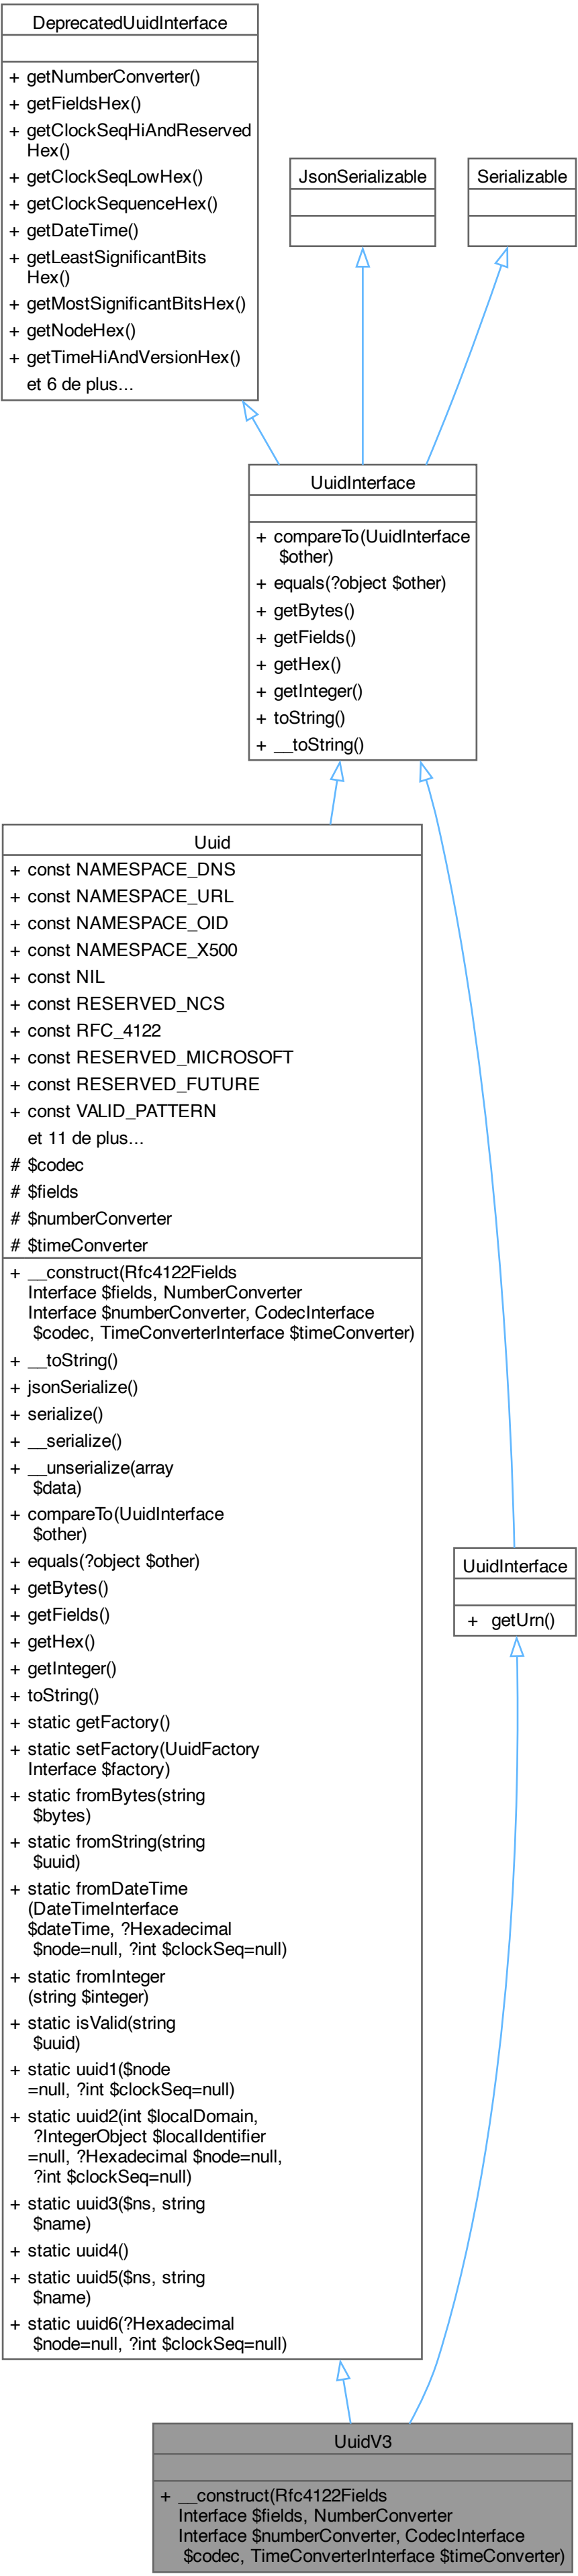 DeprecatedUuidInterface
+ getNumberConverter()
+ getFieldsHex()
+ getClockSeqHiAndReserved
Hex()
+ getClockSeqLowHex()
+ getClockSequenceHex()
+ getDateTime()
+ getLeastSignificantBits
Hex()
+ getMostSignificantBitsHex()
+ getNodeHex()
+ getTimeHiAndVersionHex()
et 6 de plus...
JsonSerializable
Serializable
UuidInterface
+ compareTo(UuidInterface
$other)
+ equals(?object $other)
+ getBytes()
+ getFields()
+ getHex()
+ getInteger()
+ toString()
+ __toString()
Uuid
+ const NAMESPACE_DNS
+ const NAMESPACE_URL
+ const NAMESPACE_OID
+ const NAMESPACE_X500
+ const NIL
+ const RESERVED_NCS
+ const RFC_4122
+ const RESERVED_MICROSOFT
+ const RESERVED_FUTURE
+ const VALID_PATTERN
et 11 de plus...
# $codec
# $fields
# $numberConverter
# $timeConverter
+ __construct(Rfc4122Fields
Interface $fields, NumberConverter
Interface $numberConverter, CodecInterface
$codec, TimeConverterInterface $timeConverter)
+ __toString()
+ jsonSerialize()
+ serialize()
+ __serialize()
+ __unserialize(array
$data)
+ compareTo(UuidInterface
$other)
+ equals(?object $other)
+ getBytes()
+ getFields()
+ getHex()
+ getInteger()
+ toString()
+ static getFactory()
+ static setFactory(UuidFactory
Interface $factory)
+ static fromBytes(string
$bytes)
+ static fromString(string
$uuid)
+ static fromDateTime
(DateTimeInterface
$dateTime, ?Hexadecimal
$node=null, ?int $clockSeq=null)
+ static fromInteger
(string $integer)
+ static isValid(string
$uuid)
+ static uuid1($node
=null, ?int $clockSeq=null)
+ static uuid2(int $localDomain,
?IntegerObject $localIdentifier
=null, ?Hexadecimal $node=null,
?int $clockSeq=null)
+ static uuid3($ns, string
$name)
+ static uuid4()
+ static uuid5($ns, string
$name)
+ static uuid6(?Hexadecimal
$node=null, ?int $clockSeq=null)
UuidInterface
+ getUrn()
UuidV3
+ __construct(Rfc4122Fields
Interface $fields, NumberConverter
Interface $numberConverter, CodecInterface
$codec, TimeConverterInterface $timeConverter)